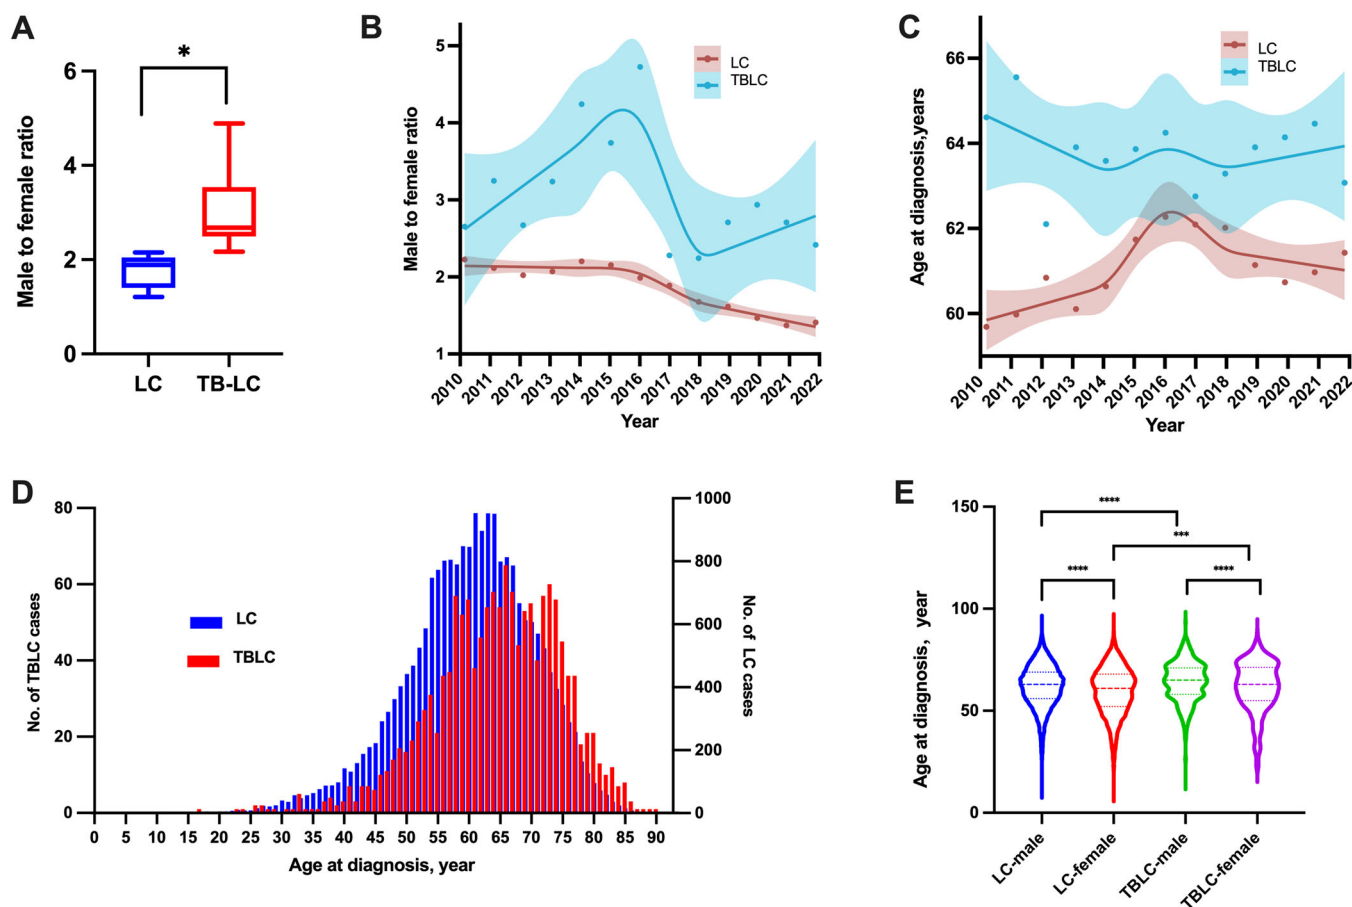 A
*
6
4
2
0
Male to female ratio
LC
TB-LC
B
5
4
3
2
1
Male to female ratio
LC
TBLC
2010
2011
2012
2013
2014
2015
2016
2017
2018
2019
2020
2021
2022
Year
C
66
64
62
60
Age at diagnosis,years
LC
TBLC
2010
2011
2012
2013
2014
2015
2016
2017
2018
2019
2020
2021
2022
Year
D
80
60
40
20
0
No. of TBLC cases
LC
TBLC
1000
800
600
400
200
0
No. of LC cases
0 5 10 15 20 25 30 35 40 45 50 55 60 65 70 75 80 85 90
Age at diagnosis, year
E
150
100
50
0
Age at diagnosis, year
****
***
****
****
LC-male
LC-female
TBLC-male
TBLC-female